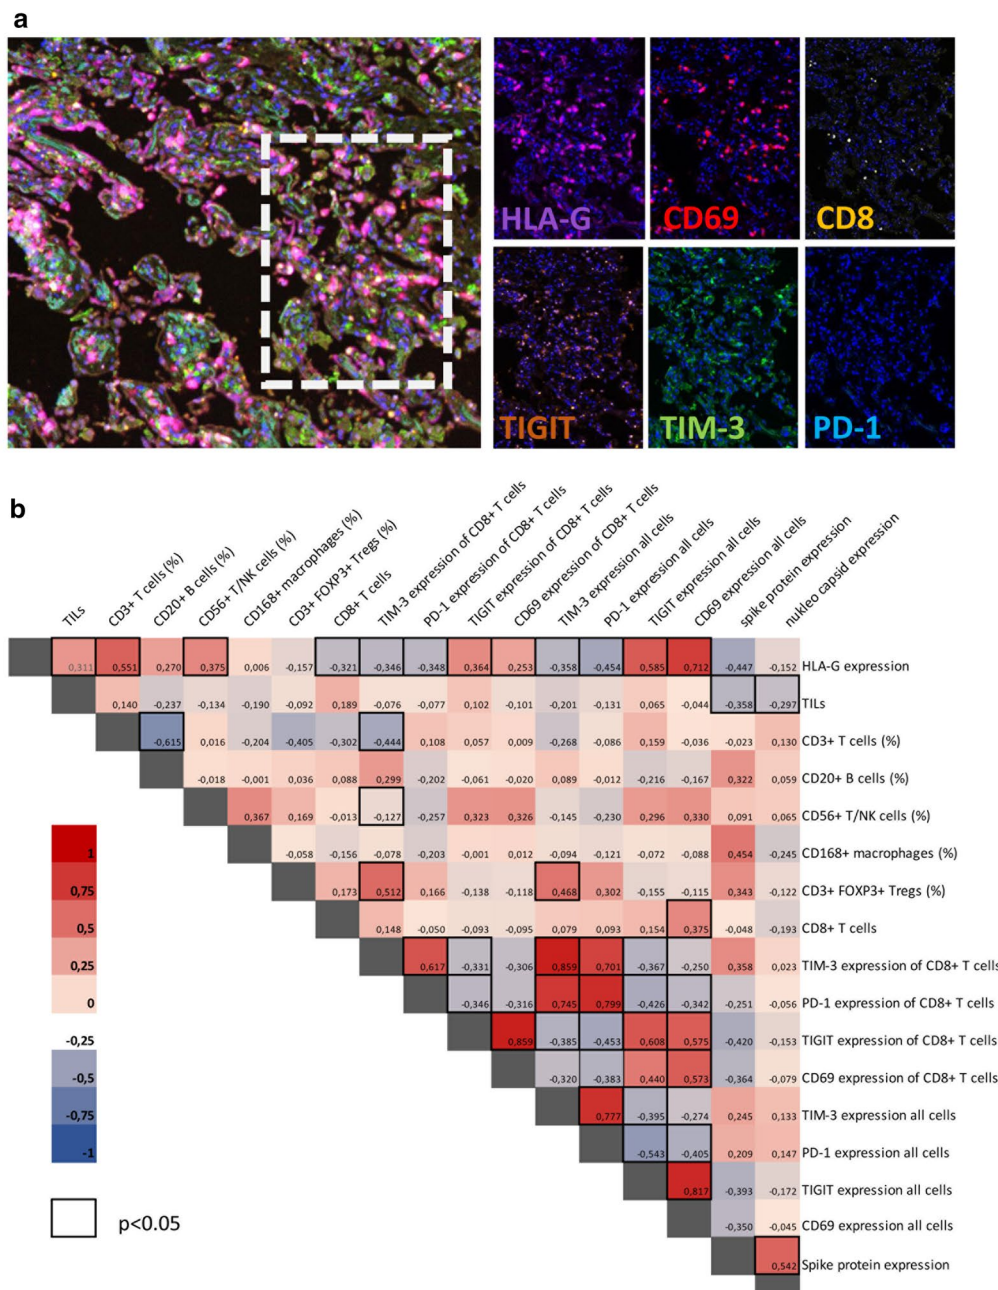 a
HLA-G
CD69
CD8
TIGIT
TIM-3
PD-1
b
TILs
CD3+ T cells (%)
CD20+ B cells (%)
CD56+ T/NK cells (%)
CD168+ macrophages (%)
CD3+ FOXP3+ Tregs (%)
CD8+ T cells
TIM-3 expression of CD8+ T cells
PD-1 expression of CD8+ T cells
TIGIT expression of CD8+ T cells
CD69 expression of CD8+ T cells
TIM-3 expression all cells
PD-1 expression all cells
TIGIT expression all cells
CD69 expression all cells
spike protein expression
nukleo capsid expression
0,311 0,551 0,270 0,375 0,006 -0,157 -0,321 -0,346 -0,348 0,364 0,253 -0,358 -0,454 0,585 0,712 -0,447 -0,152 HLA-G expression
0,140 -0,237 -0,134 -0,190 -0,092 0,189 -0,076 -0,077 0,102 -0,101 -0,201 -0,131 0,065 -0,044 -0,358 -0,297 TILs
-0,615 0,016 -0,204 -0,405 -0,302 -0,444 0,108 0,057 0,009 -0,268 -0,086 0,159 -0,036 -0,023 0,130 CD3+ T cells (%)
-0,018 -0,001 0,036 0,088 0,299 -0,202 -0,061 -0,020 0,089 -0,012 -0,216 -0,167 0,322 0,059 CD20+ B cells (%)
0,367 0,169 -0,013 -0,127 -0,257 0,323 0,326 -0,145 -0,230 0,296 0,330 0,091 0,065 CD56+ T/NK cells (%)
-0,058 -0,156 -0,078 -0,203 -0,001 0,012 -0,094 -0,121 -0,072 -0,088 0,454 -0,245 CD168+ macrophages (%)
0,173 0,512 0,166 -0,138 -0,118 0,468 0,302 -0,155 -0,115 0,343 -0,122 CD3+ FOXP3+ Tregs (%)
0,148 -0,050 -0,093 -0,095 0,079 0,093 0,154 0,375 -0,048 -0,193 CD8+ T cells
0,617 -0,331 -0,306 0,859 0,701 -0,367 -0,250 0,358 0,023 TIM-3 expression of CD8+ T cells
-0,346 -0,316 0,745 0,799 -0,426 -0,342 -0,251 -0,056 PD-1 expression of CD8+ T cells
0,859 -0,385 -0,453 0,608 0,575 -0,420 -0,153 TIGIT expression of CD8+ T cells
-0,320 -0,383 0,440 0,573 -0,364 -0,079 CD69 expression of CD8+ T cells
0,777 -0,395 -0,274 0,245 0,133 TIM-3 expression all cells
-0,543 -0,405 0,209 0,147 PD-1 expression all cells
0,817 -0,393 -0,172 TIGIT expression all cells
-0,350 -0,045 CD69 expression all cells
0,542 Spike protein expression
1
0,75
0,5
0,25
0
-0,25
-0,5
-0,75
-1
p<0.05